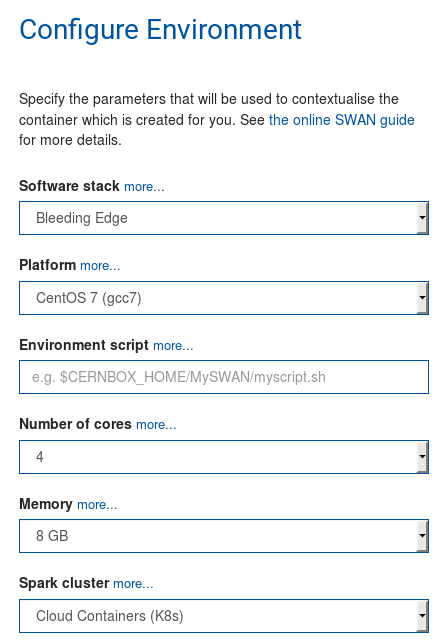 Configure Environment
Specify the parameters that will be used to contextualise the
container which is created for you. See the online SWAN guide
for more details.
Software stack more...
Bleeding Edge
Platform more...
CentOS 7 (gcc7)
Environment script more...
e.g. $CERNBOX_HOME/MySWAN/myscript.sh
Number of cores more...
4
Memory more...
8 GB
Spark cluster more...
Cloud Containers (K8s)